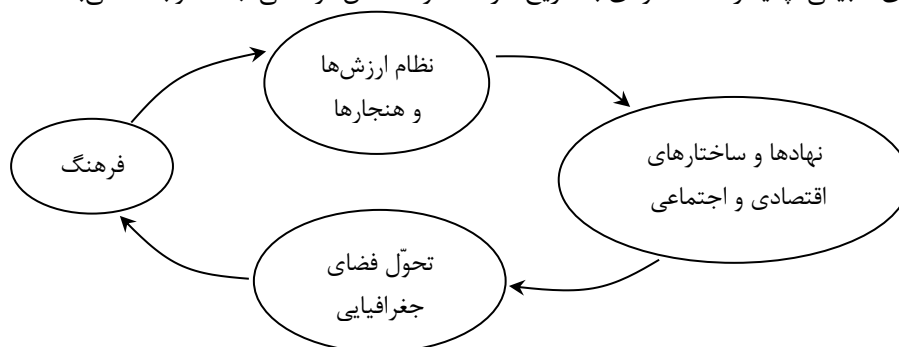 نظام ارزش‌ها
و هنجارها
نهادها و ساختارهای
اقتصادی و اجتماعی
فرهنگ
تحوّل فضای
جغرافیایی